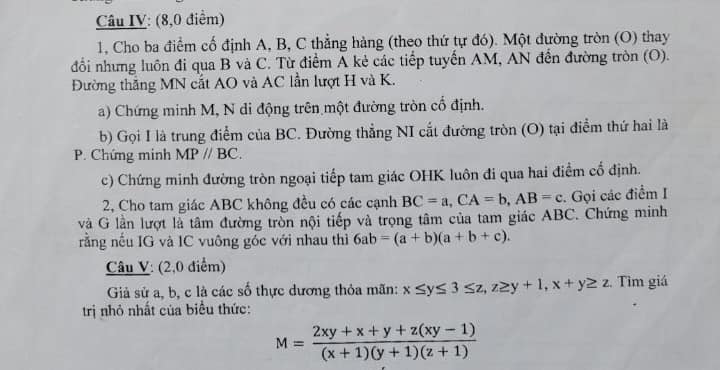 Câu IV: (8,0 điểm)
1, Cho ba điểm cố định A, B, C thẳng hàng (theo thứ tự đó). Một đường tròn (O) thay
đổi nhưng luôn đi qua B và C. Từ điểm A kẻ các tiếp tuyến AM, AN đến đường tròn (O).
Đường thẳng MN cắt AO và AC lần lượt H và K.
a) Chứng minh M, N di động trên một đường tròn cố định.
b) Gọi I là trung điểm của BC. Đường thẳng NI cắt đường tròn (O) tại điểm thứ hai là
P. Chứng minh MP // BC.
c) Chứng minh đường tròn ngoại tiếp tam giác OHK luôn đi qua hai điểm cố định.
2, Cho tam giác ABC không đều có các cạnh BC = a, CA = b, AB = c. Gọi các điểm I
và G lần lượt là tâm đường tròn nội tiếp và trọng tâm của tam giác ABC. Chứng minh
rằng nếu IG và IC vuông góc với nhau thì 6ab = (a + b)(a + b + c).
Câu V: (2,0 điểm)
Giả sử a, b, c là các số thực dương thỏa mãn: x ≤y≤ 3 ≤z, z≥y + 1, x + y≥ z. Tìm giá
trị nhỏ nhất của biểu thức:
M = \frac{2xy + x + y + z(xy − 1)}{(x + 1)(y + 1)(z + 1)}